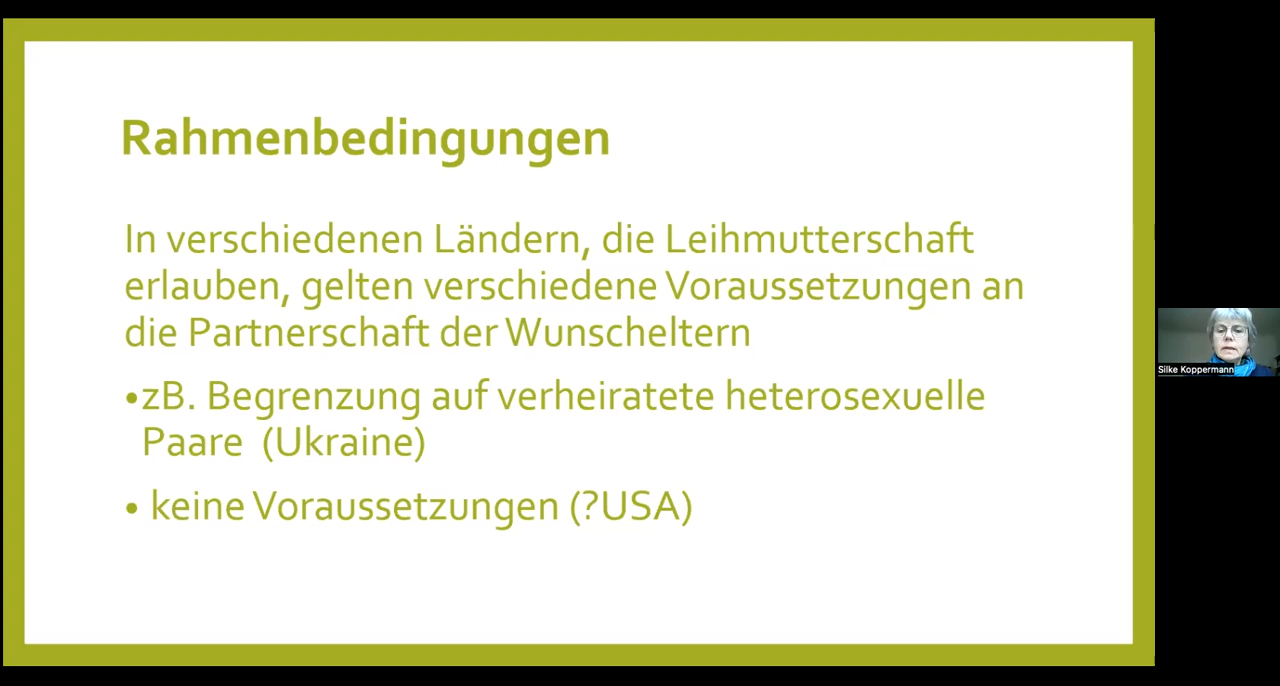 Rahmenbedingungen
In verschiedenen Ländern, die Leihmutterschaft
erlauben, gelten verschiedene Voraussetzungen an
die Partnerschaft der Wunscheltern
•zB. Begrenzung auf verheiratete heterosexuelle
Paare (Ukraine)
• keine Voraussetzungen (?USA)
Silke Koppermann